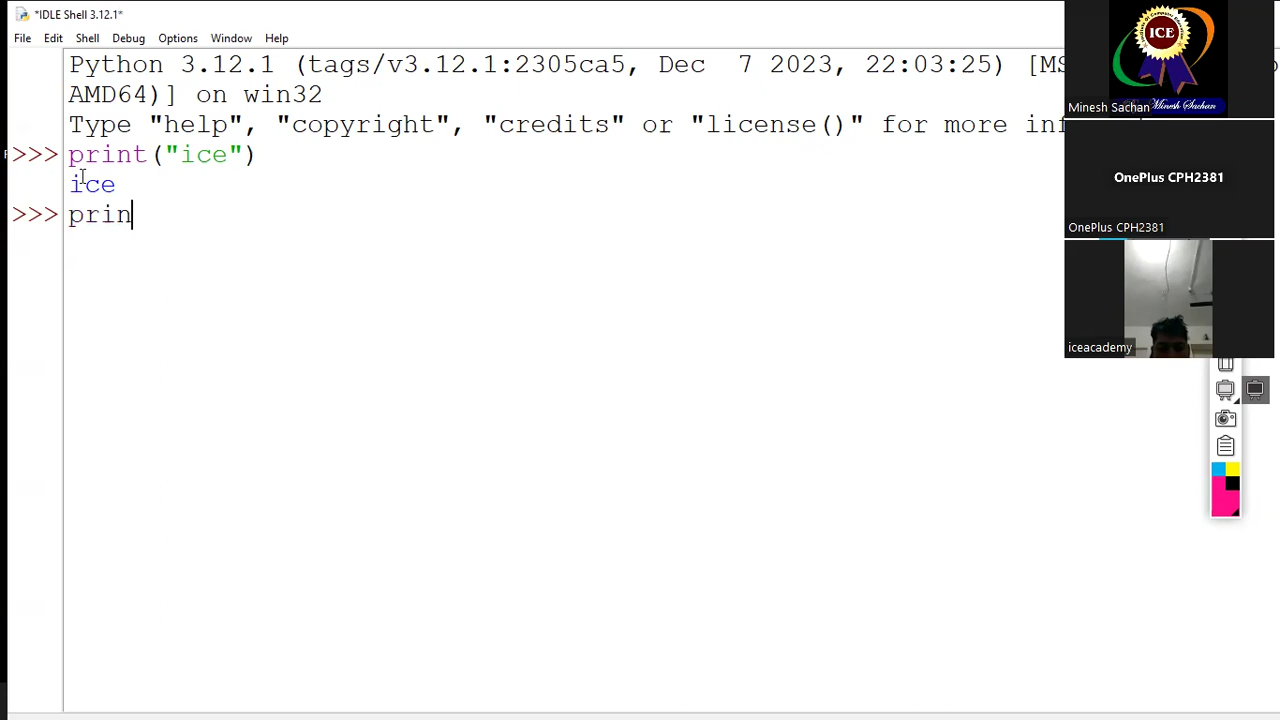 *IDLE Shell 3.12.1*
File Edit Shell Debug Options Window Help
Python 3.12.1 (tags/v3.12.1:2305ca5, Dec 7 2023, 22:03:25) [MS
AMD64)] on win32
Type "help", "copyright", "credits" or "license()" for more inf
>>> print("ice")
ice
>>> prin
ICE
Minesh Sachan
Minesh Sachan
OnePlus CPH2381
OnePlus CPH2381
iceacademy